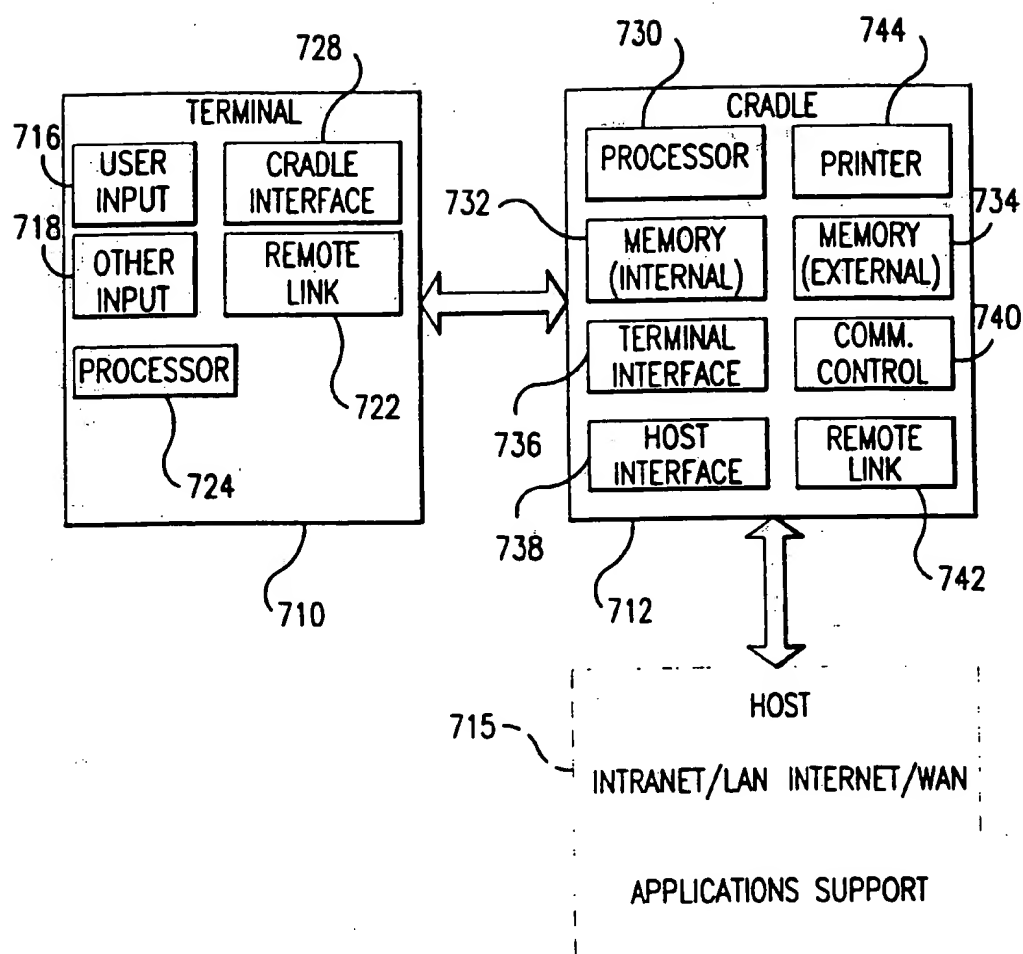 728
730
744
TERMINAL
CRADLE
716
USER
INPUT
CRADLE
INTERFACE
PROCESSOR
PRINTER
732
734
718
OTHER
INPUT
REMOTE
LINK
MEMORY
(INTERNAL)
MEMORY
(EXTERNAL)
740
PROCESSOR
TERMINAL
INTERFACE
COMM.
CONTROL
722
736
724
HOST
INTERFACE
REMOTE
LINK
738
742
710
712
715
HOST
INTRANET/LAN INTERNET/WAN
APPLICATIONS SUPPORT